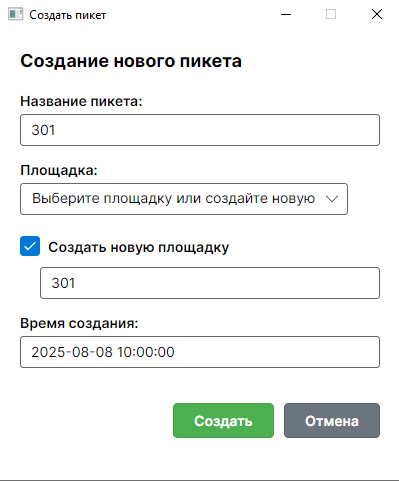 Создать пикет
Создание нового пикета
Название пикета:
301
Площадка:
Выберите площадку или создайте новую
Создать новую площадку
301
Время создания:
2025-08-08 10:00:00
Создать
Отмена